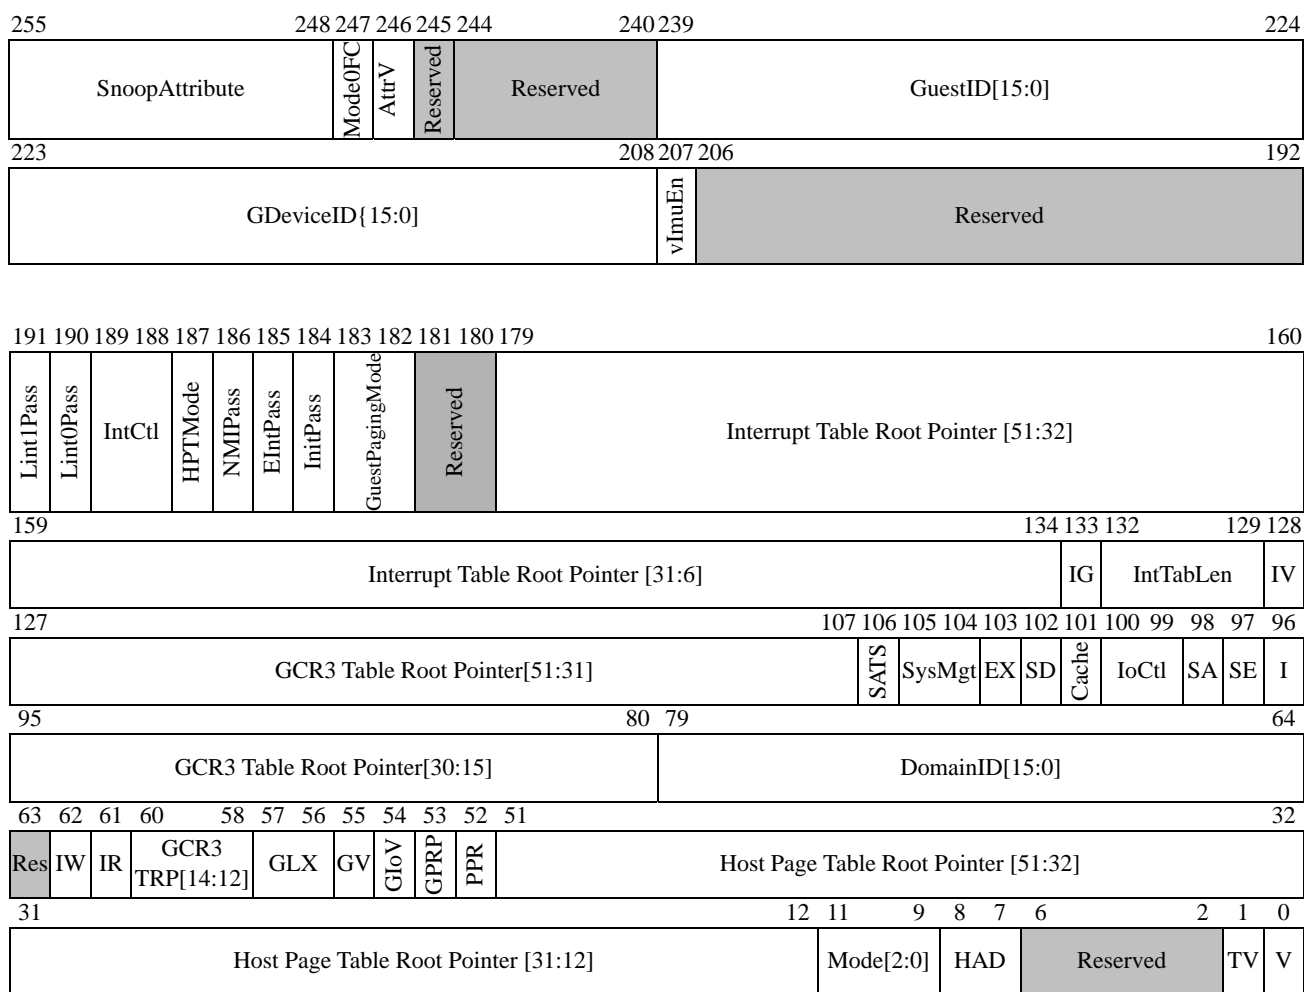 255 248 247 246 245 244 240 239 224
SnoopAttribute Mode0FC AttrV Reserved Reserved GuestID[15:0]
223 208 207 206 192
GDeviceID{15:0] vImuEn Reserved
191 190 189 188 187 186 185 184 183 182 181 180 179 160
Lint1Pass Lint0Pass IntCtl HPTMode NMIPass EIntPass InitPass GuestPagingMode Reserved Interrupt Table Root Pointer [51:32]
159 134 133 132 129 128
Interrupt Table Root Pointer [31:6] IG IntTabLen IV
127 107 106 105 104 103 102 101 100 99 98 97 96
GCR3 Table Root Pointer[51:31] SATS SysMgt EX SD Cache IoCtl SA SE I
95 80 79 64
GCR3 Table Root Pointer[30:15] DomainID[15:0]
63 62 61 60 58 57 56 55 54 53 52 51 32
Res IW IR GCR3 TRP[14:12] GLX GV GIoV GPRP PPR Host Page Table Root Pointer [51:32]
31 12 11 9 8 7 6 2 1 0
Host Page Table Root Pointer [31:12] Mode[2:0] HAD Reserved TV V